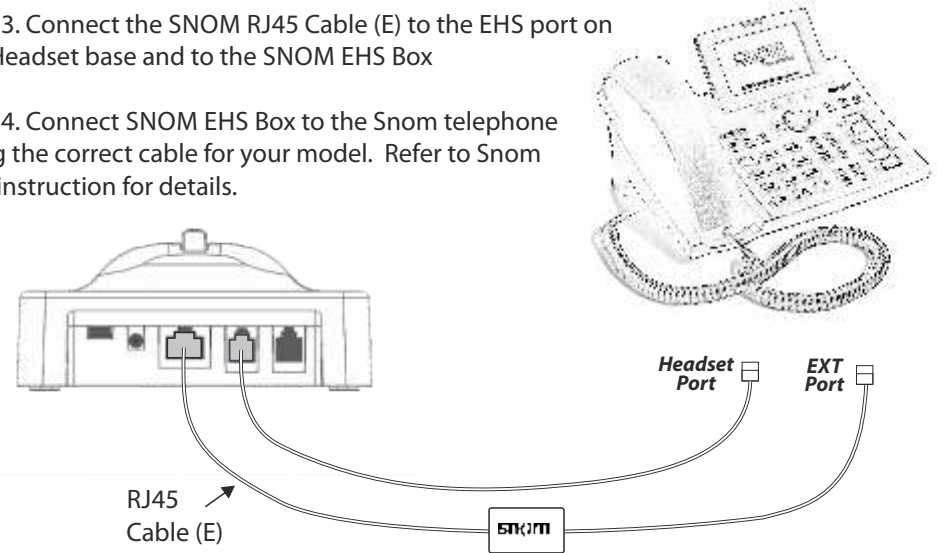 3. Connect the SNOM RJ45 Cable (E) to the EHS port on
Headset base and to the SNOM EHS Box
4. Connect SNOM EHS Box to the Snom telephone
g the correct cable for your model. Refer to Snom
instruction for details.
Headset
Port
EXT
Port
RJ45
Cable (E)
snom